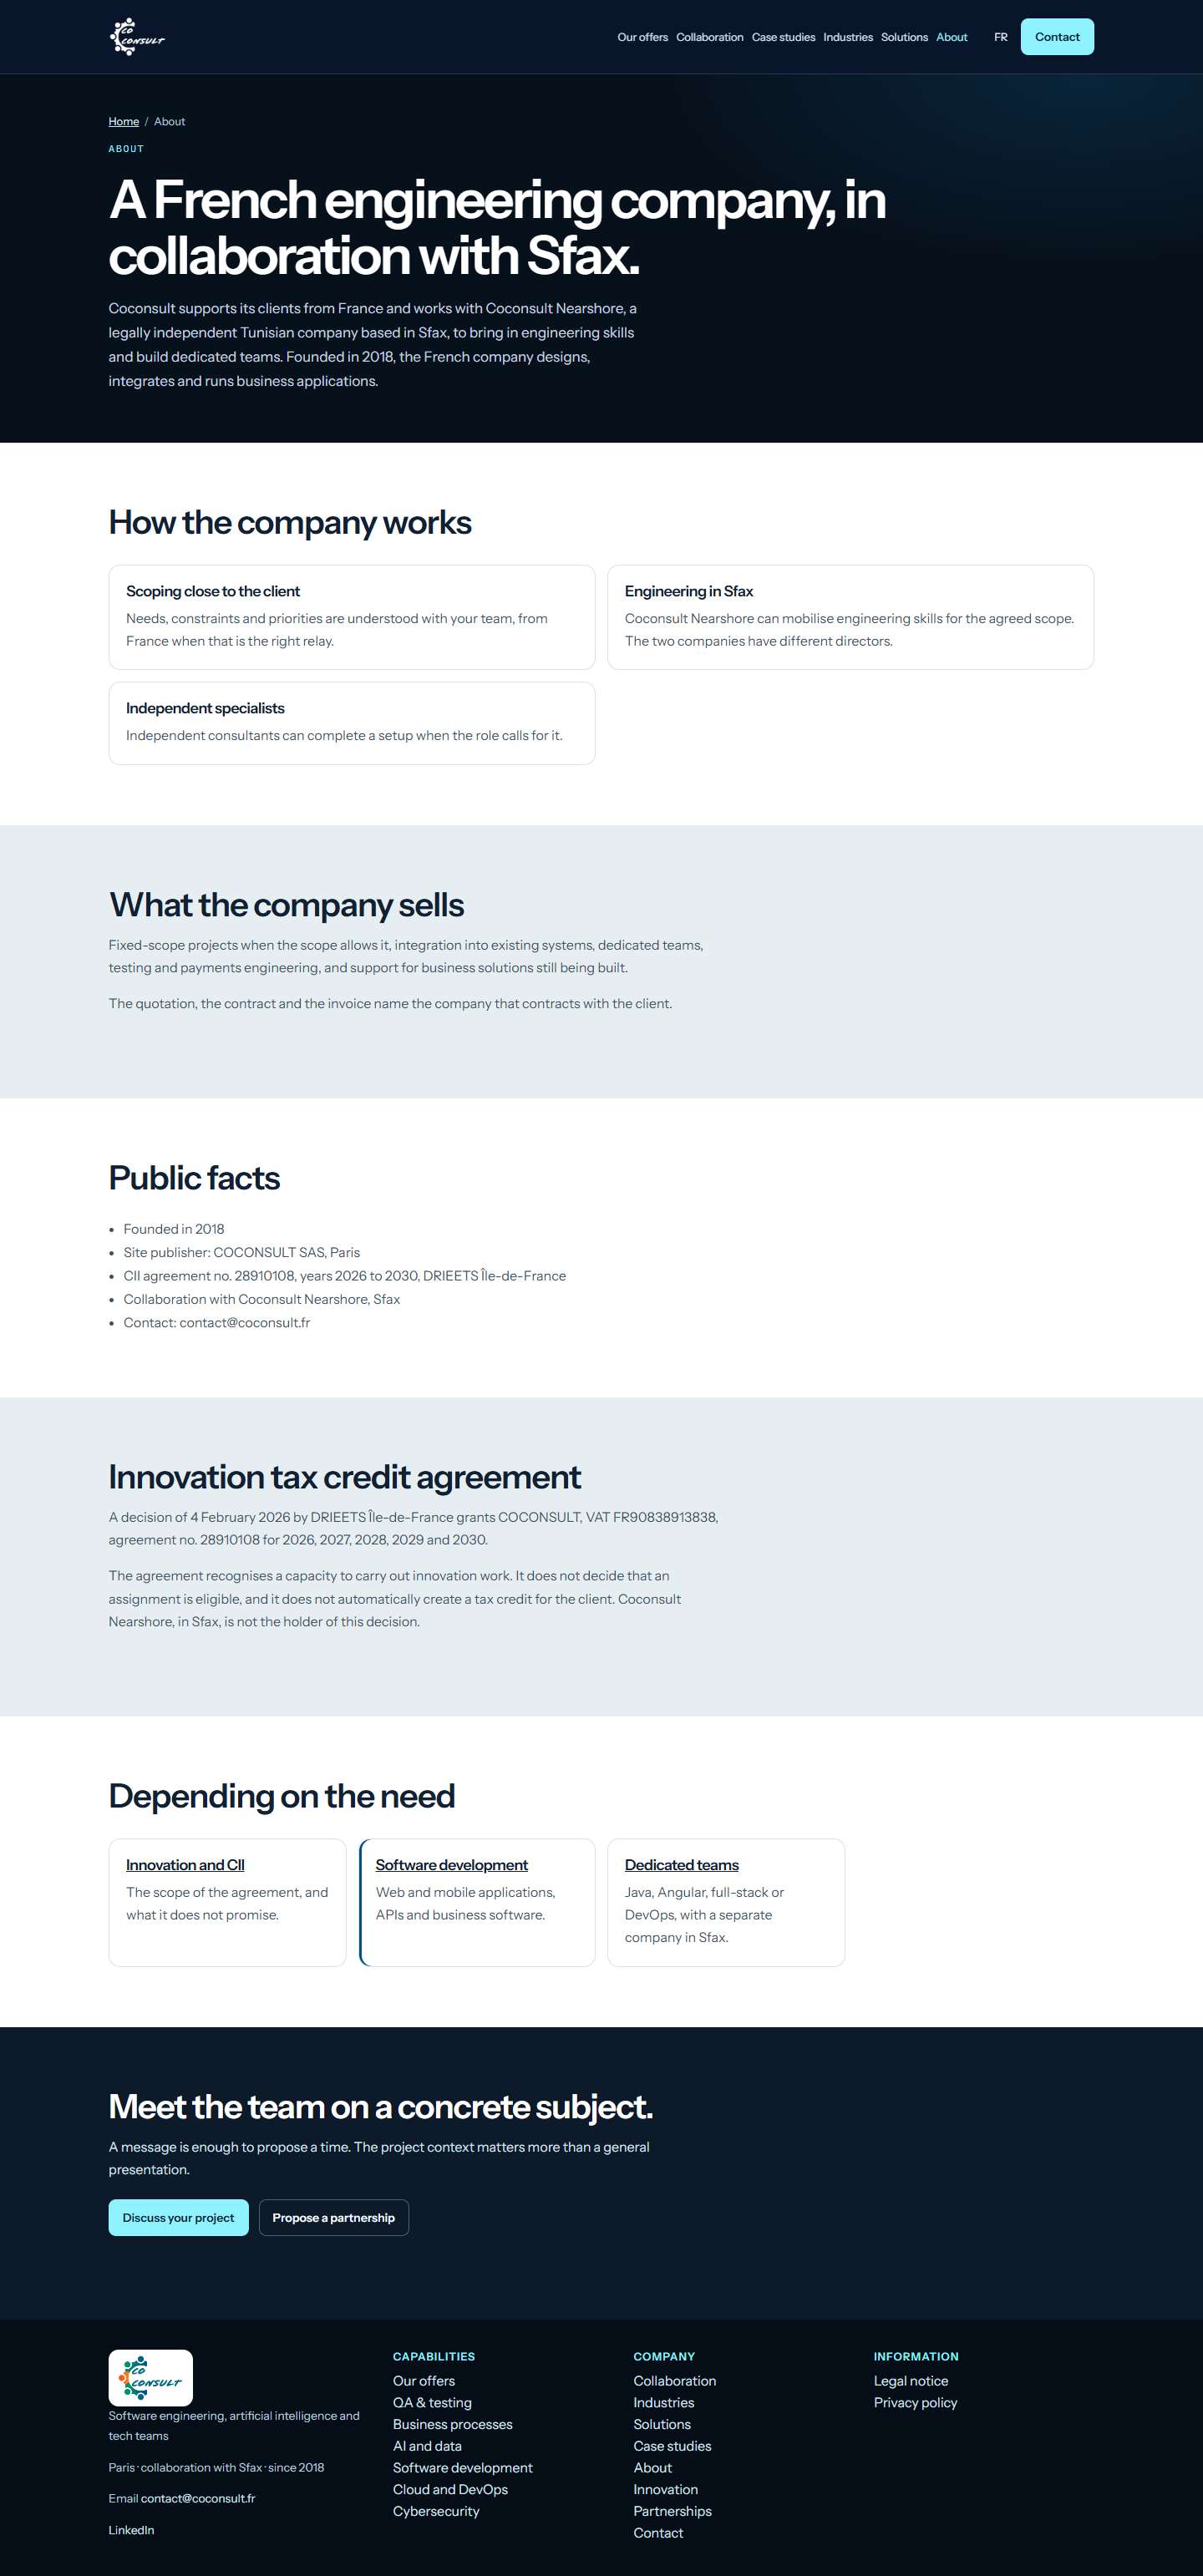 CO
CONSULT
Our offers
Collaboration
Case studies
Industries
Solutions
About
FR
Contact
Home / About
ABOUT
A French engineering company, in
collaboration with Sfax.
Coconsult supports its clients from France and works with Coconsult Nearshore, a
legally independent Tunisian company based in Sfax, to bring in engineering skills
and build dedicated teams. Founded in 2018, the French company designs,
integrates and runs business applications.
How the company works
Scoping close to the client
Needs, constraints and priorities are understood with your team, from
France when that is the right relay.
Engineering in Sfax
Coconsult Nearshore can mobilise engineering skills for the agreed scope.
The two companies have different directors.
Independent specialists
Independent consultants can complete a setup when the role calls for it.
What the company sells
Fixed-scope projects when the scope allows it, integration into existing systems, dedicated teams,
testing and payments engineering, and support for business solutions still being built.
The quotation, the contract and the invoice name the company that contracts with the client.
Public facts
• Founded in 2018
• Site publisher: COCONSULT SAS, Paris
• CII agreement no. 28910108, years 2026 to 2030, DRIEETS Île-de-France
• Collaboration with Coconsult Nearshore, Sfax
• Contact: contact@coconsult.fr
Innovation tax credit agreement
A decision of 4 February 2026 by DRIEETS Île-de-France grants COCONSULT, VAT FR90838913838,
agreement no. 28910108 for 2026, 2027, 2028, 2029 and 2030.
The agreement recognises a capacity to carry out innovation work. It does not decide that an
assignment is eligible, and it does not automatically create a tax credit for the client. Coconsult
Nearshore, in Sfax, is not the holder of this decision.
Depending on the need
Innovation and CII
The scope of the agreement, and
what it does not promise.
Software development
Web and mobile applications,
APIs and business software.
Dedicated teams
Java, Angular, full-stack or
DevOps, with a separate
company in Sfax.
Meet the team on a concrete subject.
A message is enough to propose a time. The project context matters more than a general
presentation.
Discuss your project
Propose a partnership
CO
CONSULT
Software engineering, artificial intelligence and
tech teams
Paris · collaboration with Sfax · since 2018
Email contact@coconsult.fr
LinkedIn
CAPABILITIES
Our offers
QA & testing
Business processes
AI and data
Software development
Cloud and DevOps
Cybersecurity
COMPANY
Collaboration
Industries
Solutions
Case studies
About
Innovation
Partnerships
Contact
INFORMATION
Legal notice
Privacy policy